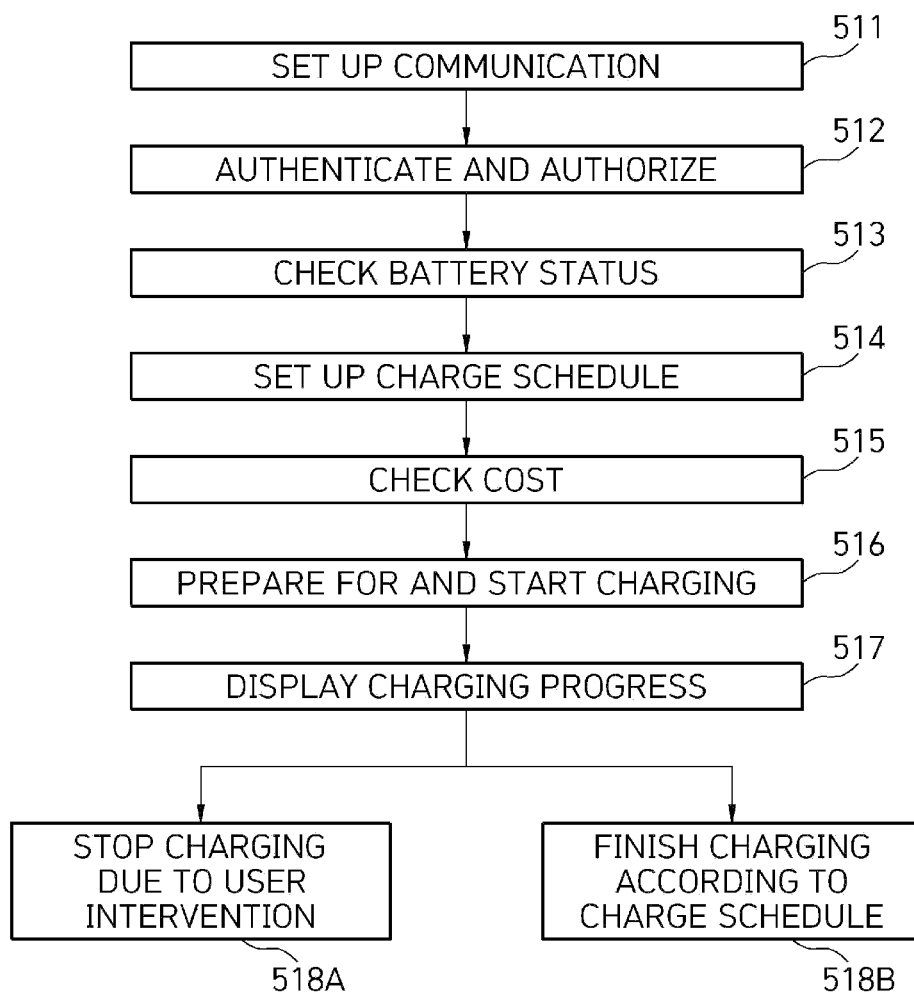 511
SET UP COMMUNICATION
512
AUTHENTICATE AND AUTHORIZE
513
CHECK BATTERY STATUS
514
SET UP CHARGE SCHEDULE
515
CHECK COST
516
PREPARE FOR AND START CHARGING
517
DISPLAY CHARGING PROGRESS
STOP CHARGING
DUE TO USER
INTERVENTION
518A
FINISH CHARGING
ACCORDING TO
CHARGE SCHEDULE
518B